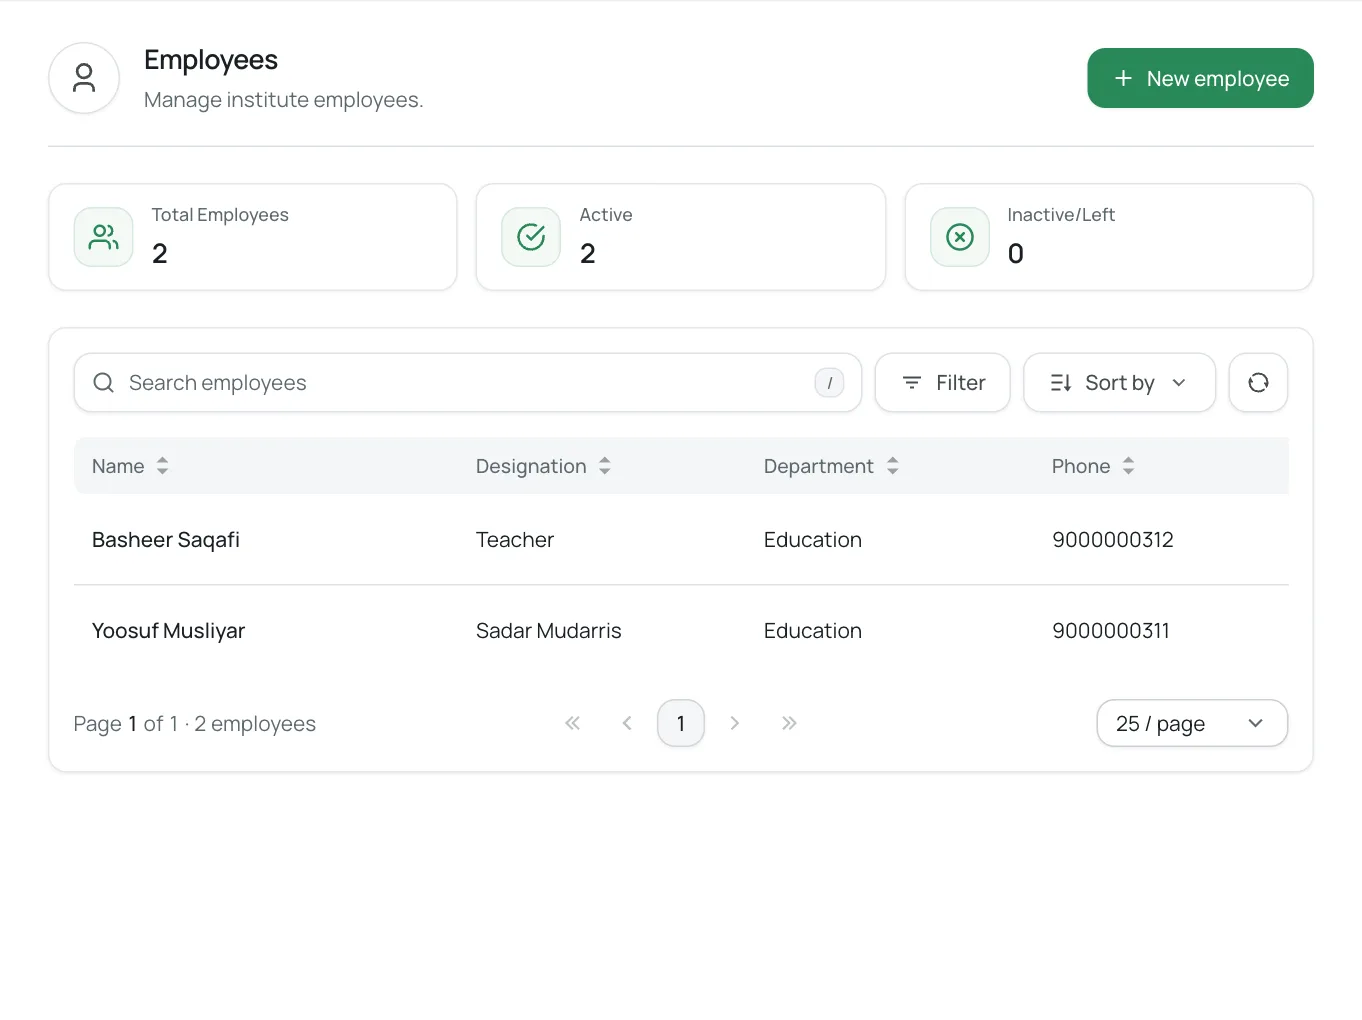 Employees
Manage institute employees.
New employee
Total Employees
2
Active
2
Inactive/Left
0
Search employees
/
Filter
Sort by
Name Designation Department Phone
Basheer Saqafi Teacher Education 9000000312
Yoosuf Musliyar Sadar Mudarris Education 9000000311
Page 1 of 1 · 2 employees
1
25 / page